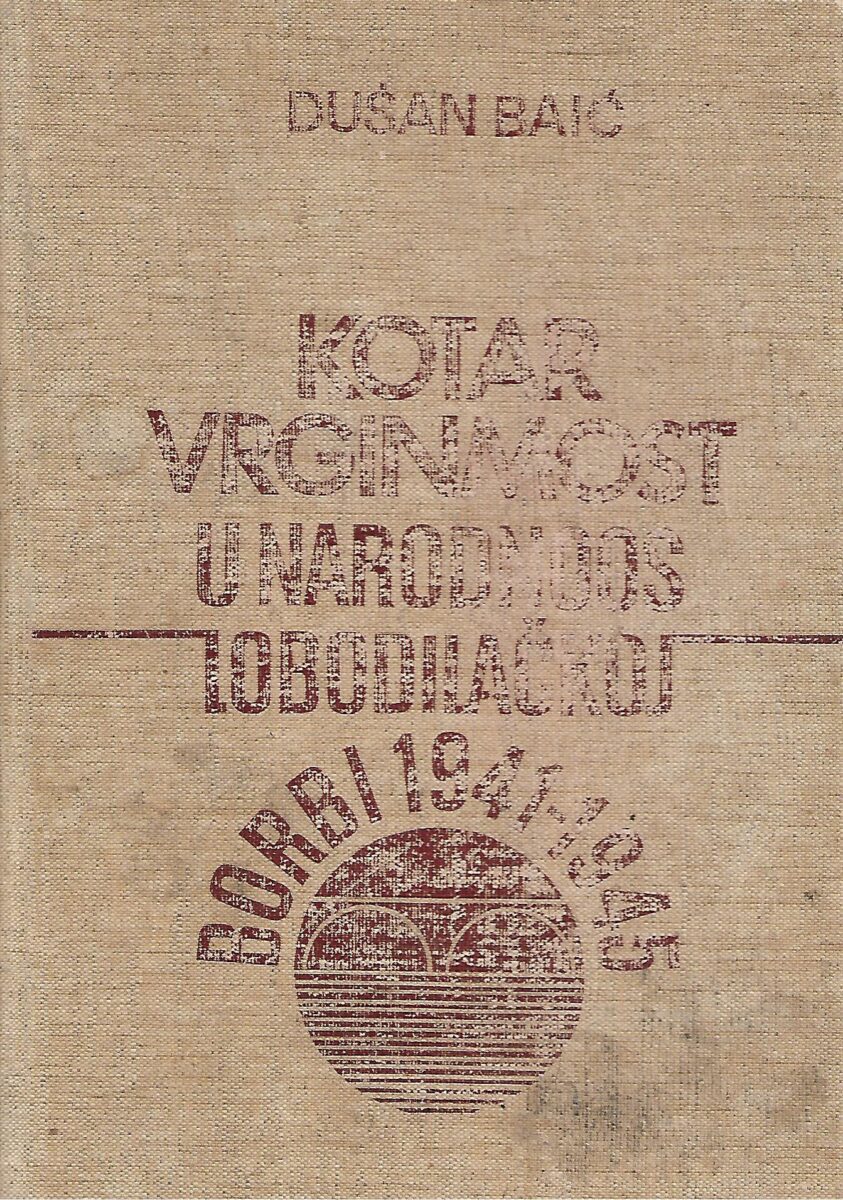 DUŠAN BAIĆ
KOTAR
VRGINMOST
U NARODNOOS
LOBODILAČKOJ
BORBI 1941-1945